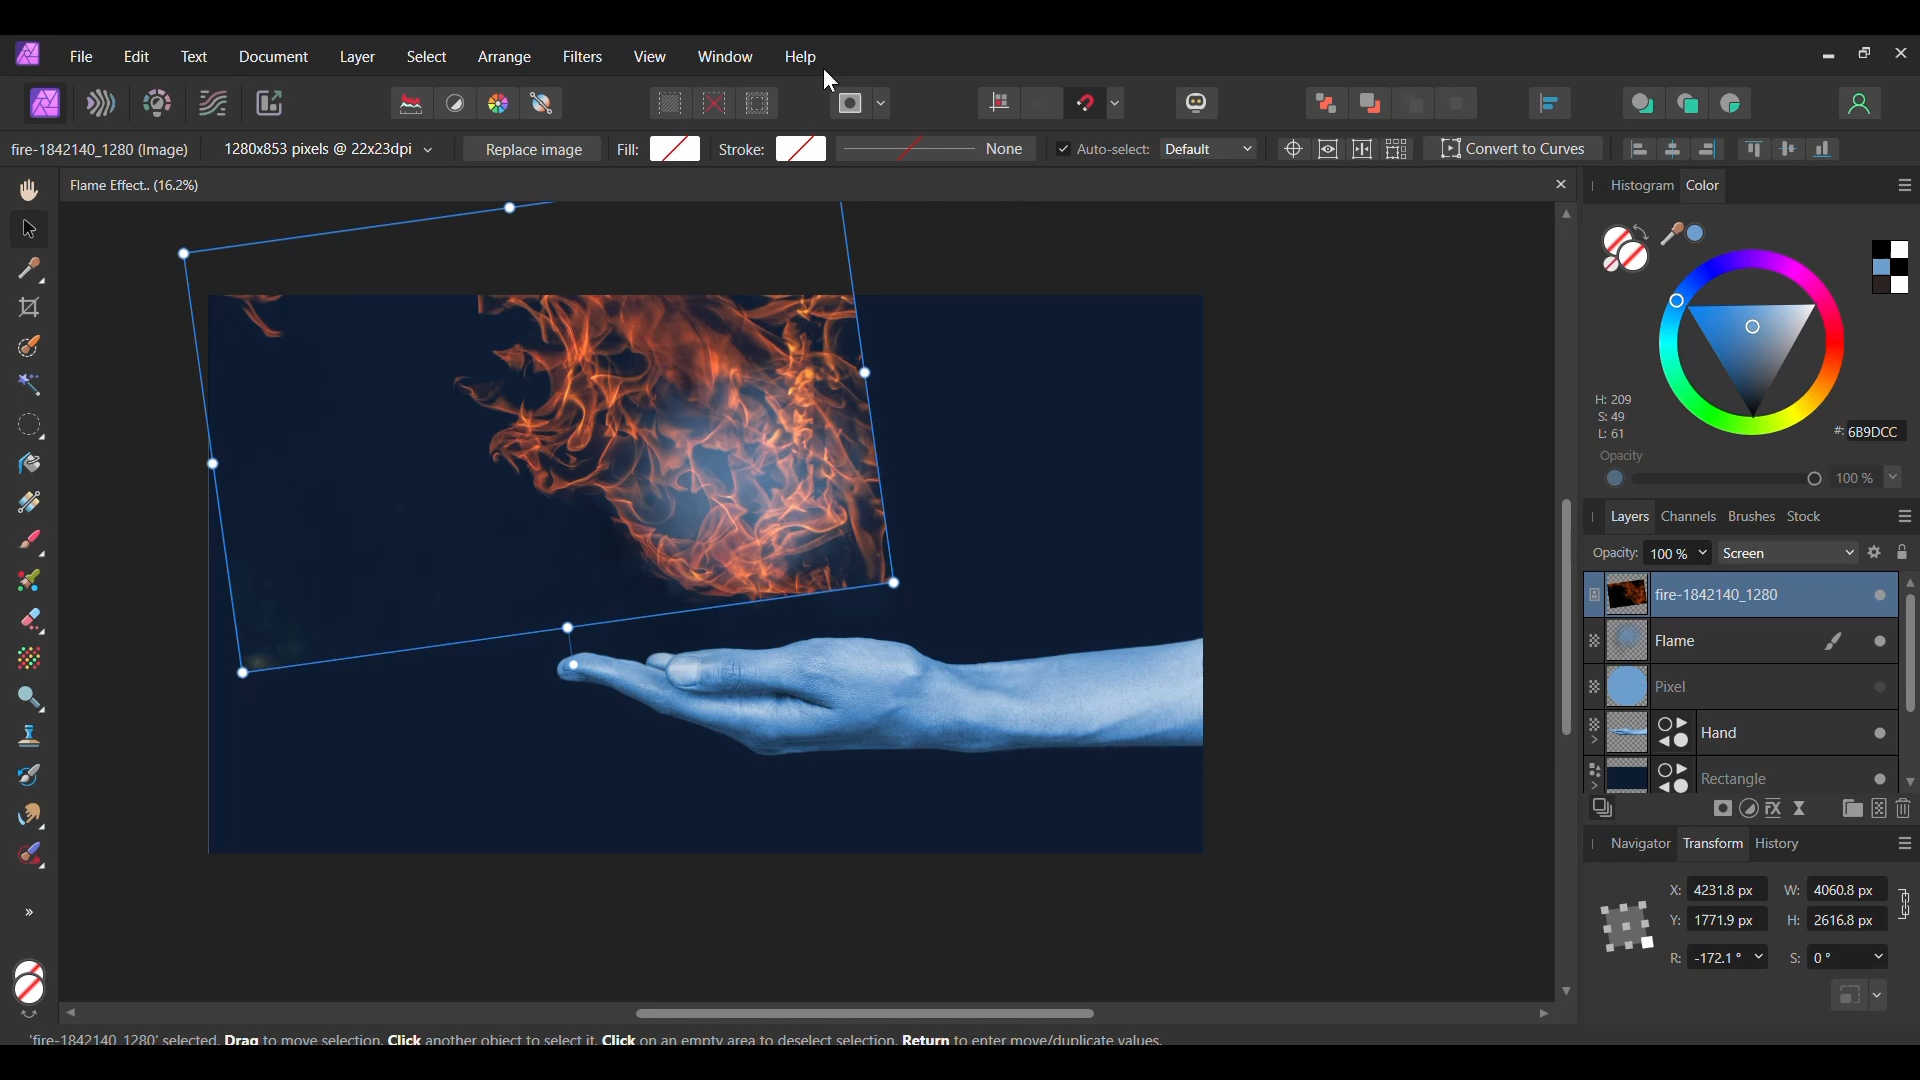 File Edit Text Document Layer Select Arrange Filters View Window Help
fire-1842140_1280 (Image) 1280x853 pixels @ 22x23dpi Replace image Fill: Stroke: None Auto-select: Default Convert to Curves
Flame Effect.. (16.2%)
Histogram Color
H: 209
S: 49
L: 61
#: 6B9DCC
Opacity
100 %
Layers Channels Brushes Stock
Opacity: 100 % Screen
fire-1842140_1280
Flame
Pixel
Hand
Rectangle
Navigator Transform History
X: 4231.8 px W: 4060.8 px
Y: 1771.9 px H: 2616.8 px
R: -172.1 ° S: 0 °
'fire-1842140_1280' selected. Drag to move selection. Click another object to select it. Click on an empty area to deselect selection. Return to enter move/duplicate values.